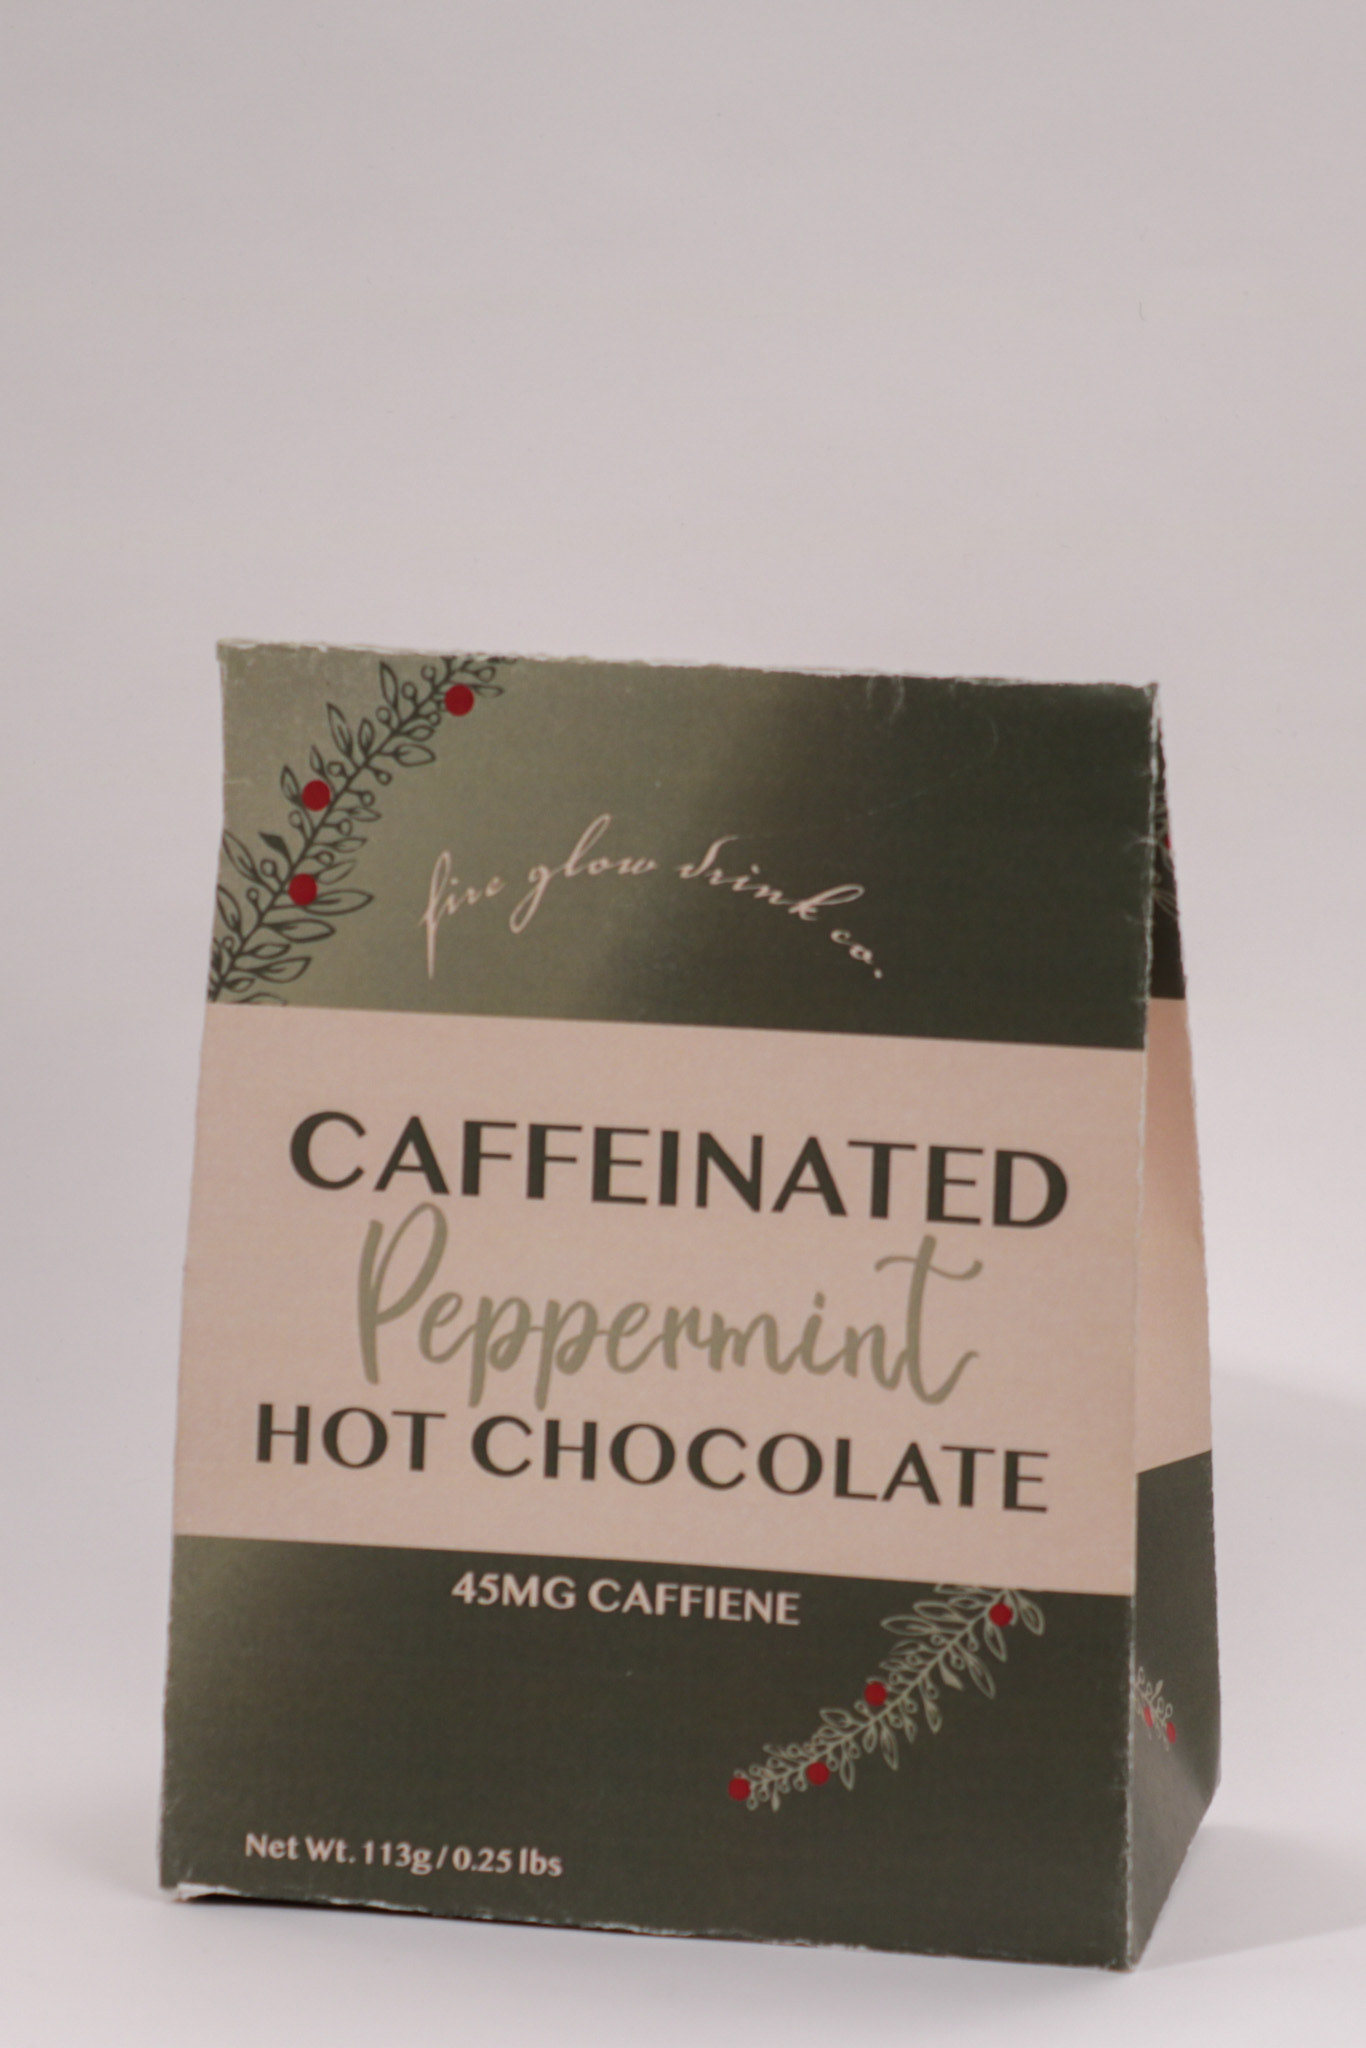 fire glow drink co.
CAFFEINATED
Peppermint
HOT CHOCOLATE
45MG CAFFIENE
Net Wt. 113g / 0.25 lbs